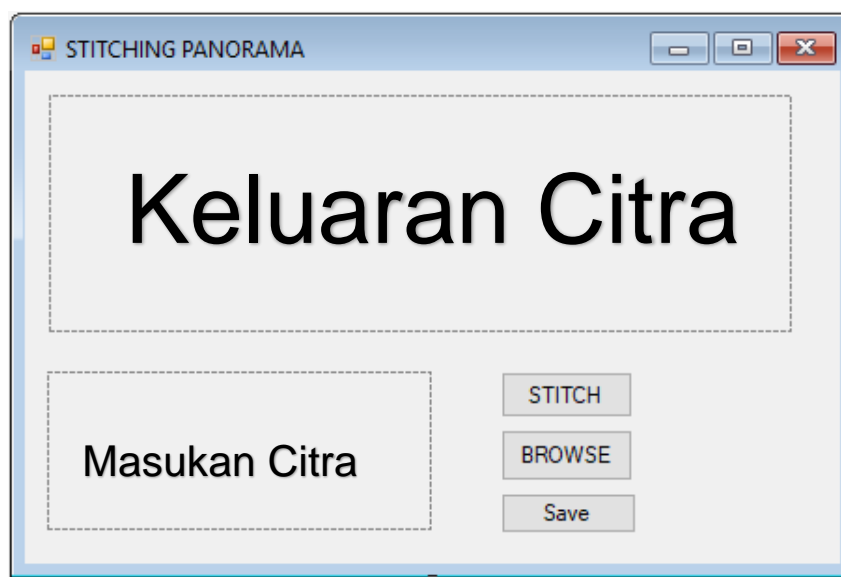 STITCHING PANORAMA
Keluaran Citra
Masukan Citra
STITCH
BROWSE
Save